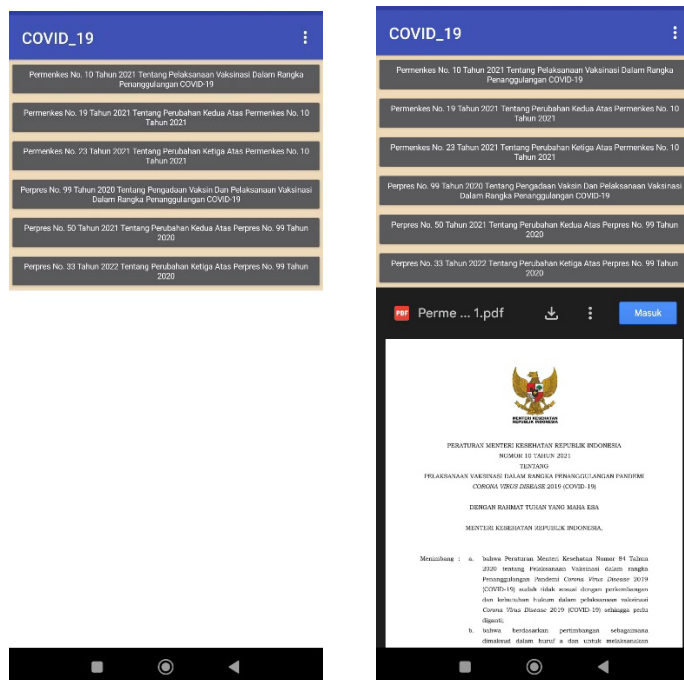 COVID_19
Permenkes No. 10 Tahun 2021 Tentang Pelaksanaan Vaksinasi Dalam Rangka
Penanggulangan COVID-19
Permenkes No. 19 Tahun 2021 Tentang Perubahan Kedua Atas Permenkes No. 10
Tahun 2021
Permenkes No. 23 Tahun 2021 Tentang Perubahan Ketiga Atas Permenkes No. 10
Tahun 2021
Perpres No. 99 Tahun 2020 Tentang Pengadaan Vaksin Dan Pelaksanaan Vaksinasi
Dalam Rangka Penanggulangan COVID-19
Perpres No. 50 Tahun 2021 Tentang Perubahan Kedua Atas Perpres No. 99 Tahun
2020
Perpres No. 33 Tahun 2022 Tentang Perubahan Ketiga Atas Perpres No. 99 Tahun
2020
COVID_19
Permenkes No. 10 Tahun 2021 Tentang Pelaksanaan Vaksinasi Dalam Rangka
Penanggulangan COVID-19
Permenkes No. 19 Tahun 2021 Tentang Perubahan Kedua Atas Permenkes No. 10
Tahun 2021
Permenkes No. 23 Tahun 2021 Tentang Perubahan Ketiga Atas Permenkes No. 10
Tahun 2021
Perpres No. 99 Tahun 2020 Tentang Pengadaan Vaksin Dan Pelaksanaan Vaksinasi
Dalam Rangka Penanggulangan COVID-19
Perpres No. 50 Tahun 2021 Tentang Perubahan Kedua Atas Perpres No. 99 Tahun
2020
Perpres No. 33 Tahun 2022 Tentang Perubahan Ketiga Atas Perpres No. 99 Tahun
2020
PDF Perme ... 1.pdf Masuk
MENTERI KESEHATAN
REPUBLIK INDONESIA
PERATURAN MENTERI KESEHATAN REPUBLIK INDONESIA
NOMOR 10 TAHUN 2021
TENTANG
PELAKSANAAN VAKSINASI DALAM RANGKA PENANGGULANGAN PANDEMI
CORONA VIRUS DISEASE 2019 (COVID-19)
DENGAN RAHMAT TUHAN YANG MAHA ESA
MENTERI KESEHATAN REPUBLIK INDONESIA,
Menimbang : a. bahwa Peraturan Menteri Kesehatan Nomor 84 Tahun
2020 tentang Pelaksanaan Vaksinasi dalam rangka
Penanggulangan Pandemi Corona Virus Disease 2019
(COVID-19) sudah tidak sesuai dengan perkembangan
dan kebutuhan hukum dalam pelaksanaan vaksinasi
Corona Virus Disease 2019 (COVID-19) sehingga perlu
diganti;
b. bahwa berdasarkan pertimbangan sebagaimana
dimaksud dalam huruf a dan untuk melaksanakan